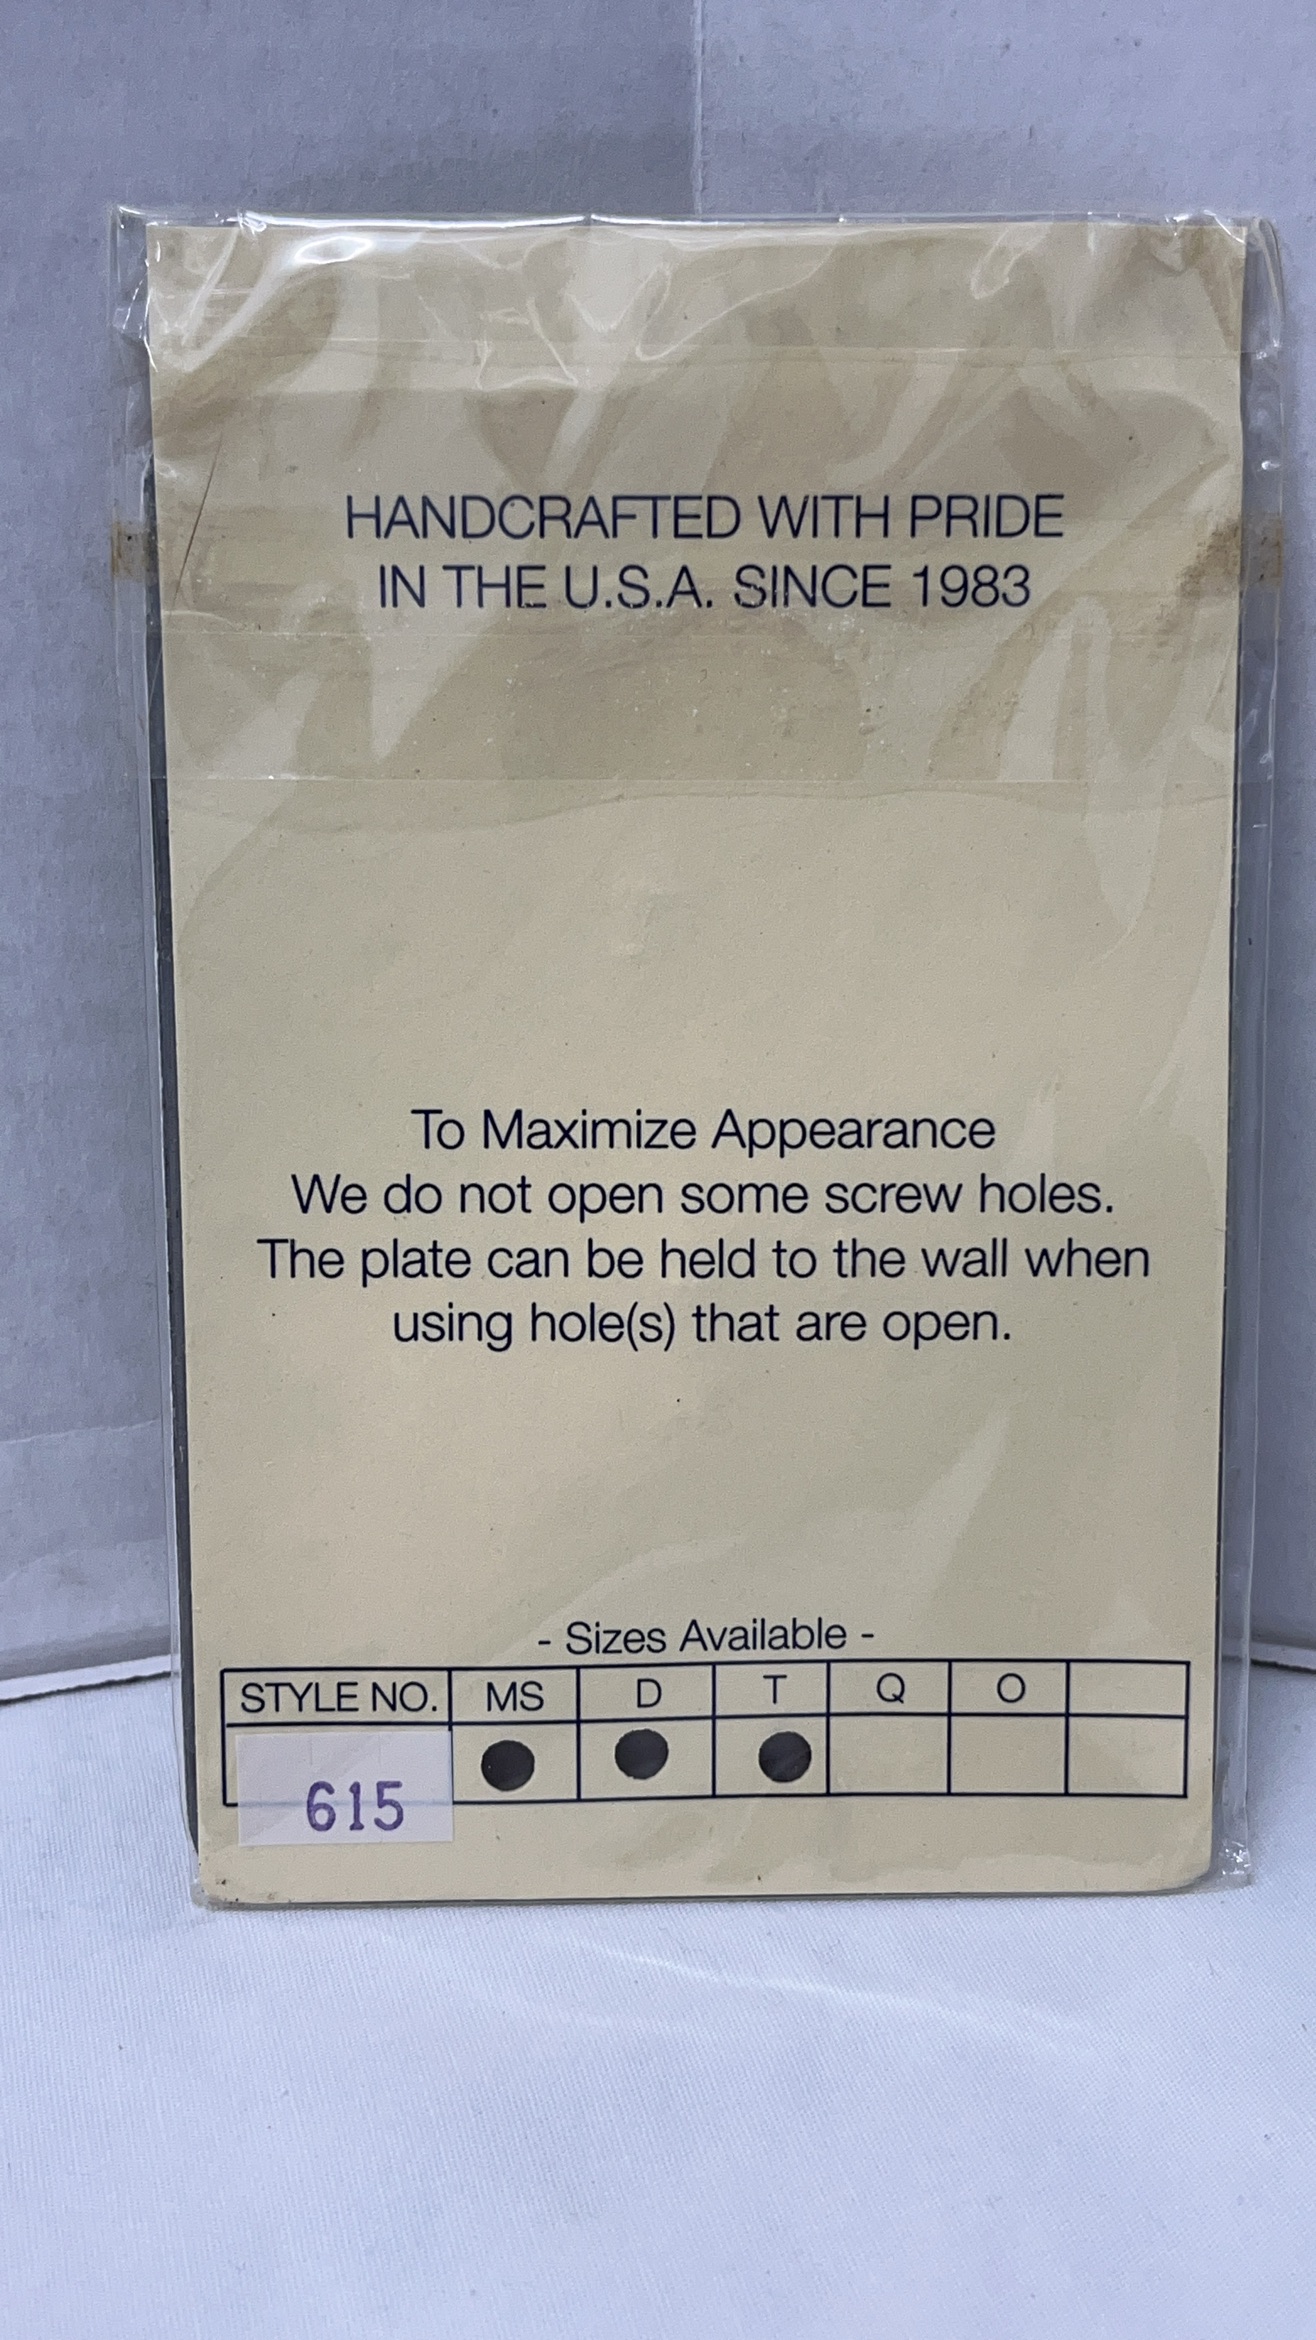 HANDCRAFTED WITH PRIDE
IN THE U.S.A. SINCE 1983
To Maximize Appearance
We do not open some screw holes.
The plate can be held to the wall when
using hole(s) that are open.
- Sizes Available -
STYLE NO. MS D T Q O
615